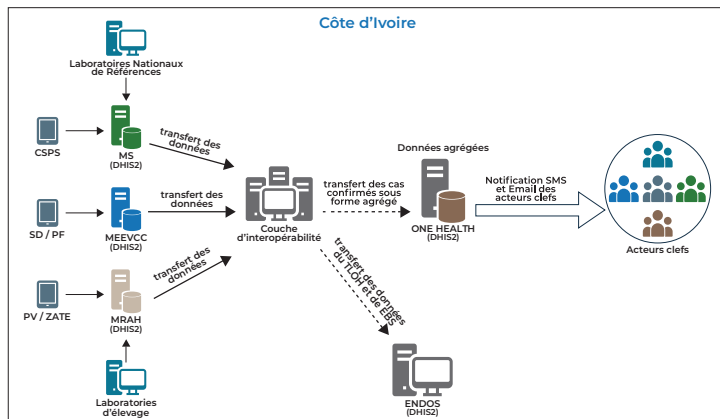 Côte d'Ivoire
Laboratoires Nationaux
de Références
CSPS
MS
(DHIS2)
transfert des
données
SD / PF
MEEVCC
(DHIS2)
transfert des
données
PV / ZATE
MRAH
(DHIS2)
transfert des
données
Laboratories
d'élevage
Couche
d'interopérabilité
transfert des cas
confirmés sous
forme agrégé
Données agrégées
ONE HEALTH
(DHIS2)
Notification SMS
et Email des
acteurs clefs
Acteurs clefs
transfert des données
du TLOH et de EBS
ENDOS
(DHIS2)